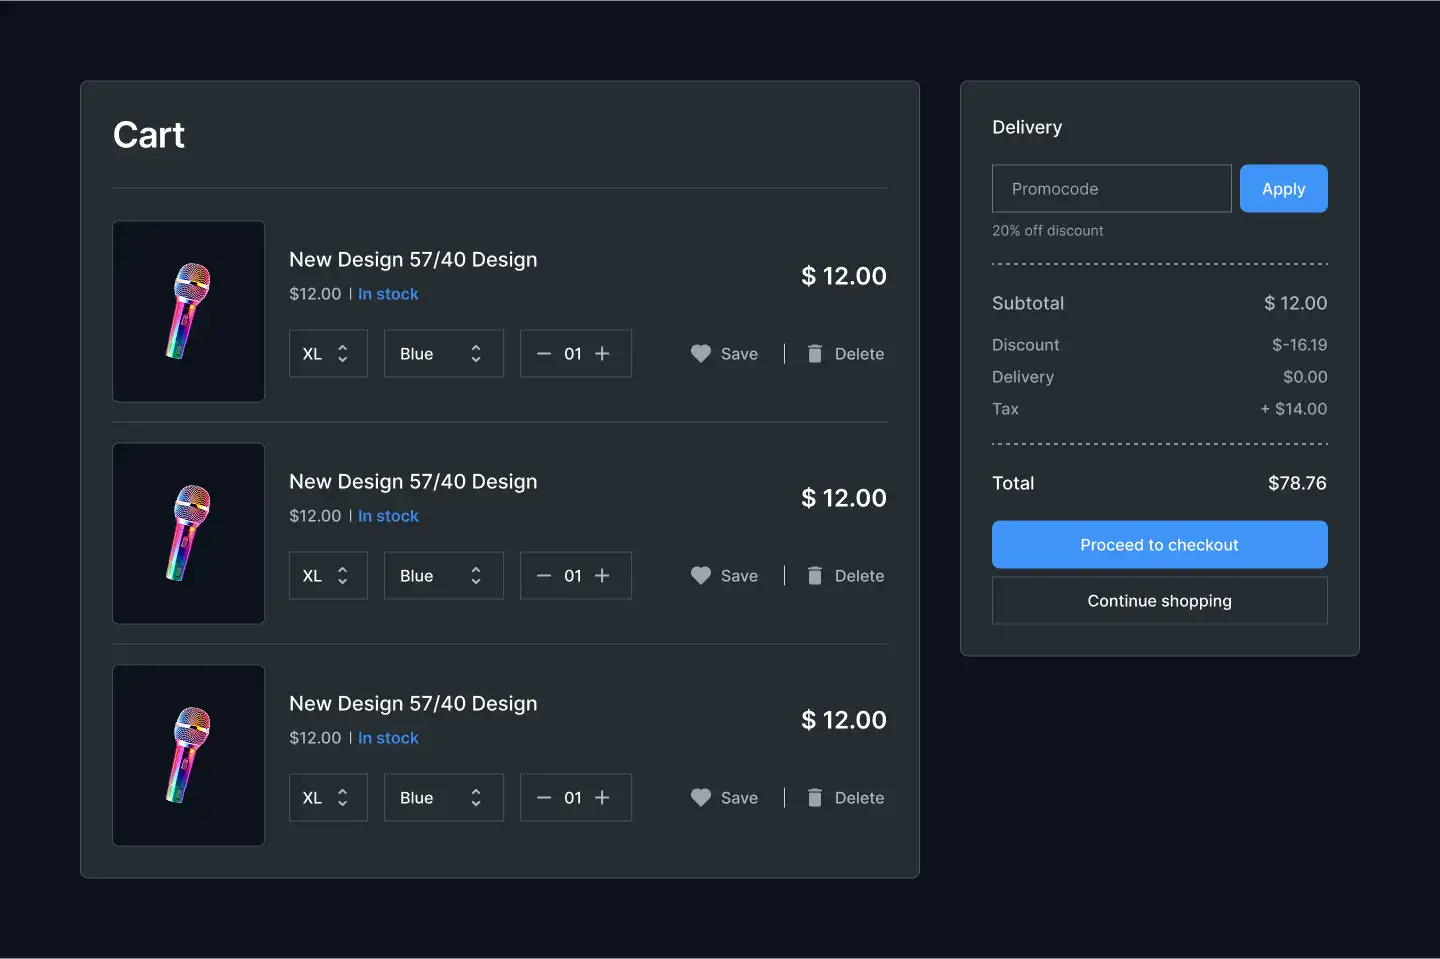 Cart
New Design 57/40 Design
$12.00 | In stock
$ 12.00
XL
Blue
01
Save
Delete
New Design 57/40 Design
$12.00 | In stock
$ 12.00
XL
Blue
01
Save
Delete
New Design 57/40 Design
$12.00 | In stock
$ 12.00
XL
Blue
01
Save
Delete
Delivery
Promocode
Apply
20% off discount
Subtotal $ 12.00
Discount $-16.19
Delivery $0.00
Tax + $14.00
Total $78.76
Proceed to checkout
Continue shopping